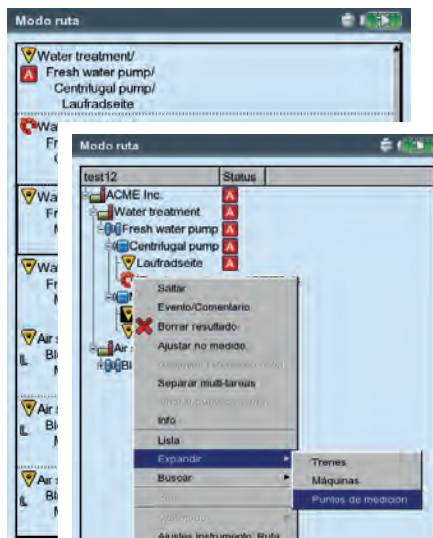 Modo ruta
Water treatment/
A Fresh water pump/
Centrifugal pump/
Laufradseite
Wa
Fr
Wa
Fr
Wa
Fr
Air
L Bl
Air
L Bl
Air
L Bl
Modo ruta
test12 Status
ACME Inc. A
Water treatment A
Fresh water pump A
Centrifugal pump A
Laufradseite A
Air
Bl
Saltar
Evento/Comentario
Borrar resultado
Ajustar no medido
Separar multi-tareas
Info
Lista
Expandir
Buscar
Trenes
Máquinas
Puntos de medición
Ajustes instrumento, Ruta